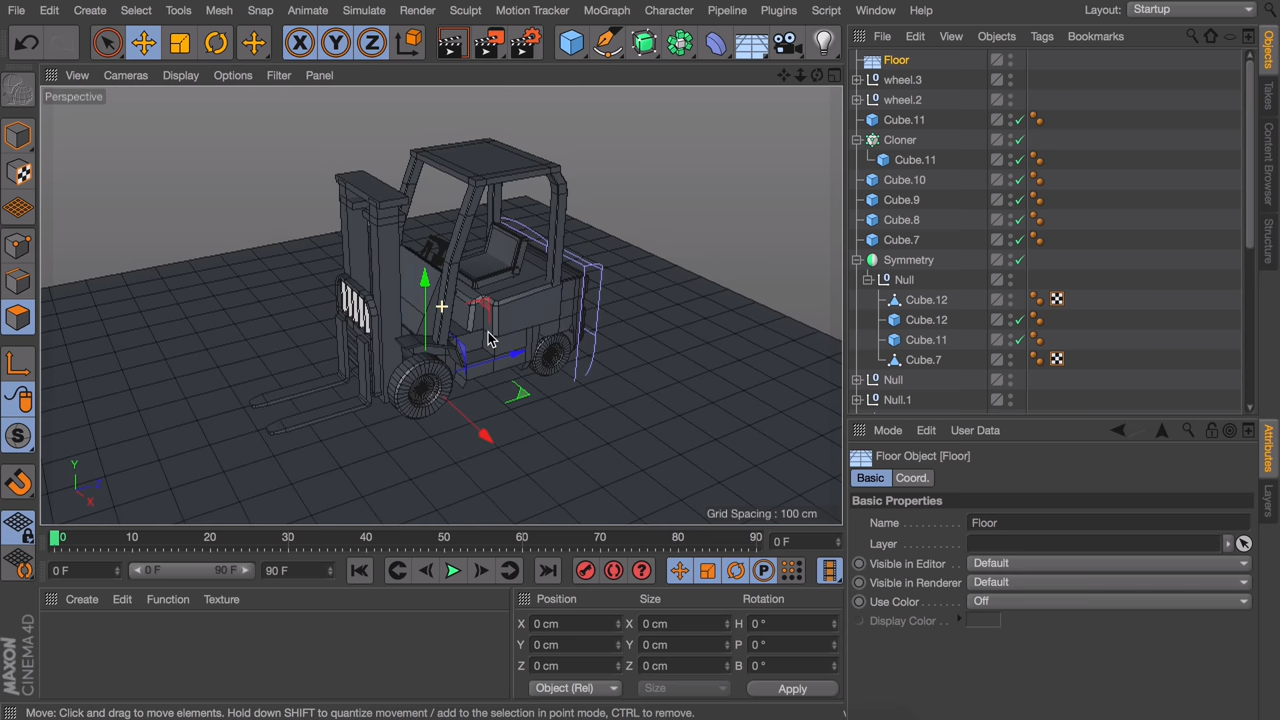 File Edit Create Select Tools Mesh Snap Animate Simulate Render Sculpt Motion Tracker MoGraph Character Pipeline Plugins Script Window Help Layout: Startup
File Edit View Objects Tags Bookmarks
View Cameras Display Options Filter Panel
Perspective
Floor
wheel.3
wheel.2
Cube.11
Cloner
Cube.11
Cube.10
Cube.9
Cube.8
Cube.7
Symmetry
Null
Cube.12
Cube.12
Cube.11
Cube.7
Null
Null.1
Objects
Takes
Content Browser
Structure
X Y Z
S
Y
X
Grid Spacing : 100 cm
Mode Edit User Data
Floor Object [Floor]
Basic Coord.
Basic Properties
Name Floor
Layer
Visible in Editor Default
Visible in Renderer Default
Use Color Off
Display Color
Attributes
Layers
0 10 20 30 40 50 60 70 80 90 0 F
0 F 0 F 90 F 90 F
P
Create Edit Function Texture
Position Size Rotation
X 0 cm X 0 cm H 0 °
Y 0 cm Y 0 cm P 0 °
Z 0 cm Z 0 cm B 0 °
Object (Rel) Size Apply
MAXON
CINEMA 4D
Move: Click and drag to move elements. Hold down SHIFT to quantize movement / add to the selection in point mode, CTRL to remove.